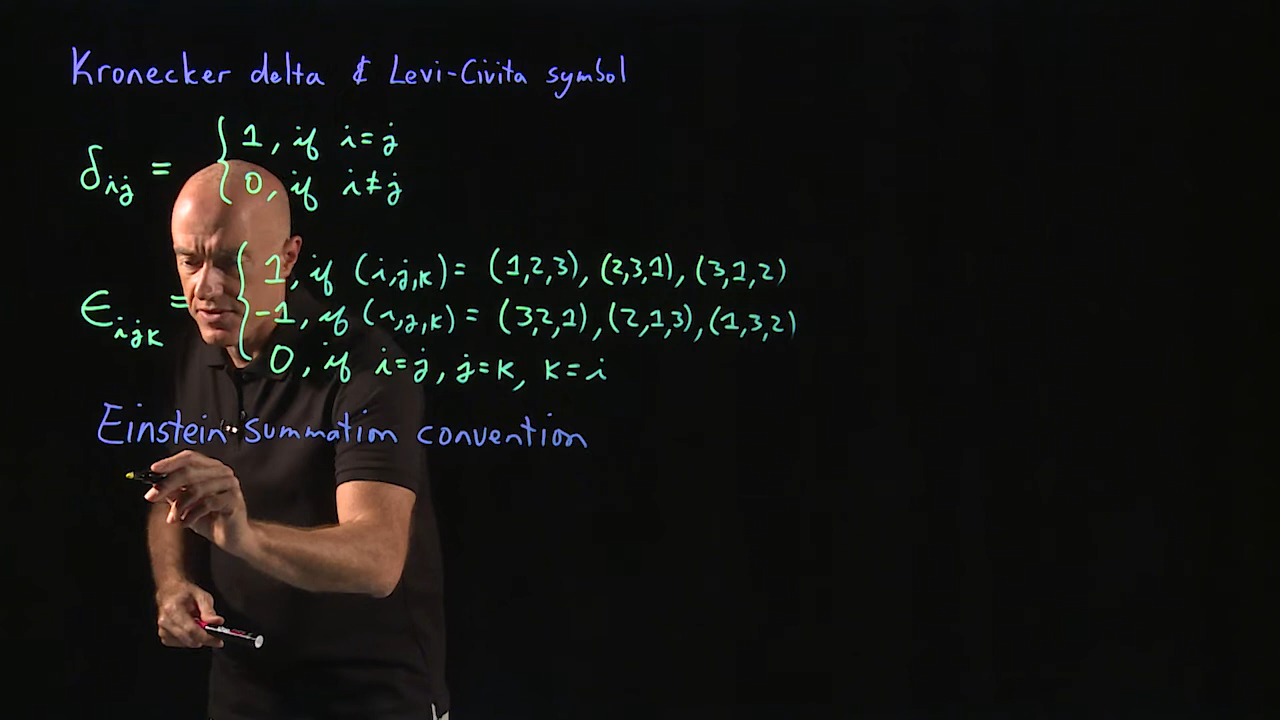 Kronecker delta & Levi-Civita symbol
δij = { 1, if i=j
0, if i≠j
ϵijk = { 1, if (i,j,k) = (1,2,3), (2,3,1), (3,1,2)
-1, if (i,j,k) = (3,2,1), (2,1,3), (1,3,2)
0, if i=j, j=k, k=i
Einstein summation convention